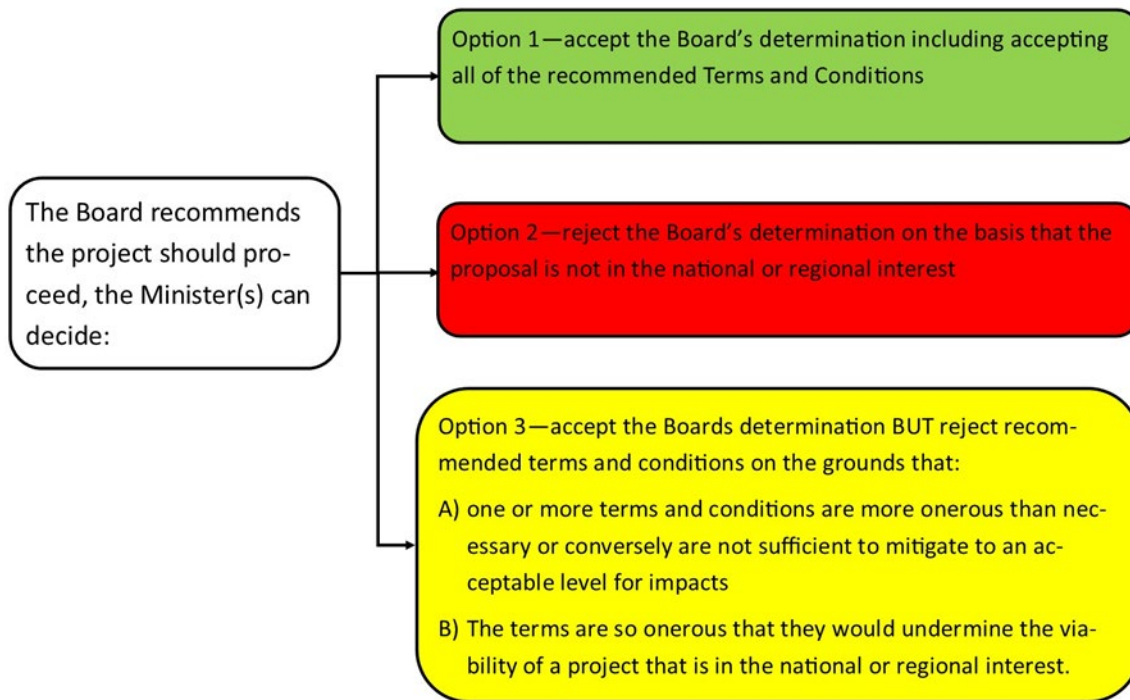 The Board recommends
the project should pro-
ceed, the Minister(s) can
decide:
Option 1—accept the Board’s determination including accepting
all of the recommended Terms and Conditions
Option 2—reject the Board’s determination on the basis that the
proposal is not in the national or regional interest
Option 3—accept the Boards determination BUT reject recom-
mended terms and conditions on the grounds that:
A) one or more terms and conditions are more onerous than nec-
essary or conversely are not sufficient to mitigate to an ac-
ceptable level for impacts
B) The terms are so onerous that they would undermine the via-
bility of a project that is in the national or regional interest.